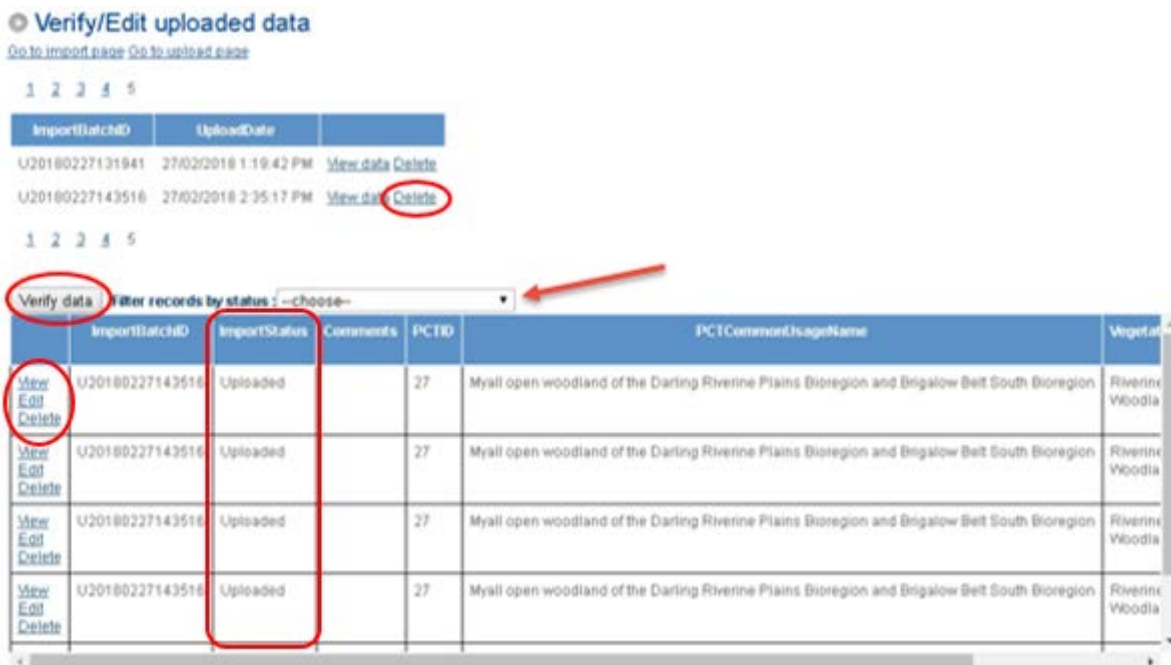 Verify/Edit uploaded data
Go to import page Go to upload page
1 2 3 4 5
ImportBatchID UploadDate
U20180227131941 27/02/2018 1:19:42 PM View data Delete
U20180227143516 27/02/2018 2:35:17 PM View data Delete
1 2 3 4 5
Verify data Filter records by status : --choose--
ImportBatchID ImportStatus Comments PCTID PCTCommonUsageName Vegetat
View U20180227143516 Uploaded 27 Myall open woodland of the Darling Riverine Plains Bioregion and Brigalow Belt South Bioregion Riverine
Edit Woodla
Delete
View U20180227143516 Uploaded 27 Myall open woodland of the Darling Riverine Plains Bioregion and Brigalow Belt South Bioregion Riverine
Edit Woodla
Delete
View U20180227143516 Uploaded 27 Myall open woodland of the Darling Riverine Plains Bioregion and Brigalow Belt South Bioregion Riverine
Edit Woodla
Delete
View U20180227143516 Uploaded 27 Myall open woodland of the Darling Riverine Plains Bioregion and Brigalow Belt South Bioregion Riverine
Edit Woodla
Delete